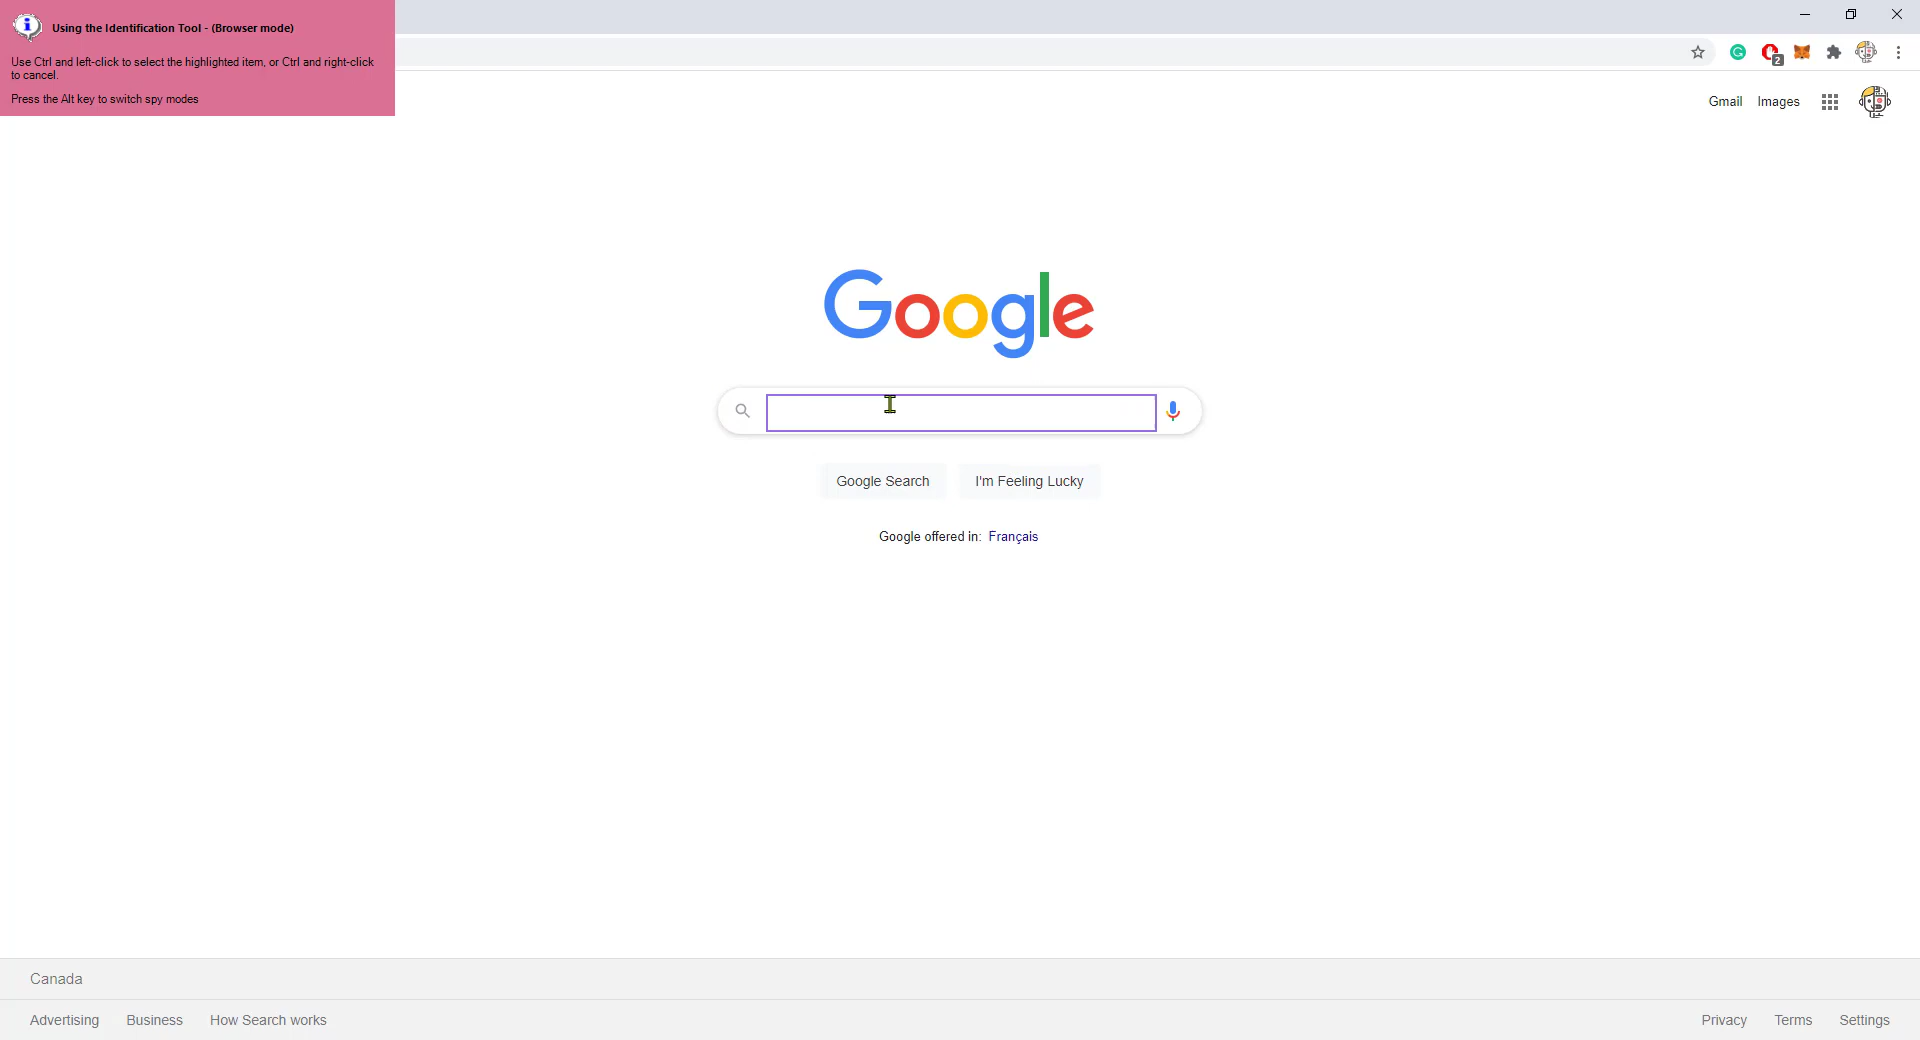 Using the Identification Tool - (Browser mode)
Use Ctrl and left-click to select the highlighted item, or Ctrl and right-click
to cancel.
Press the Alt key to switch spy modes
2
Gmail Images
Google
Google Search I'm Feeling Lucky
Google offered in: Français
Canada
Advertising Business How Search works Privacy Terms Settings